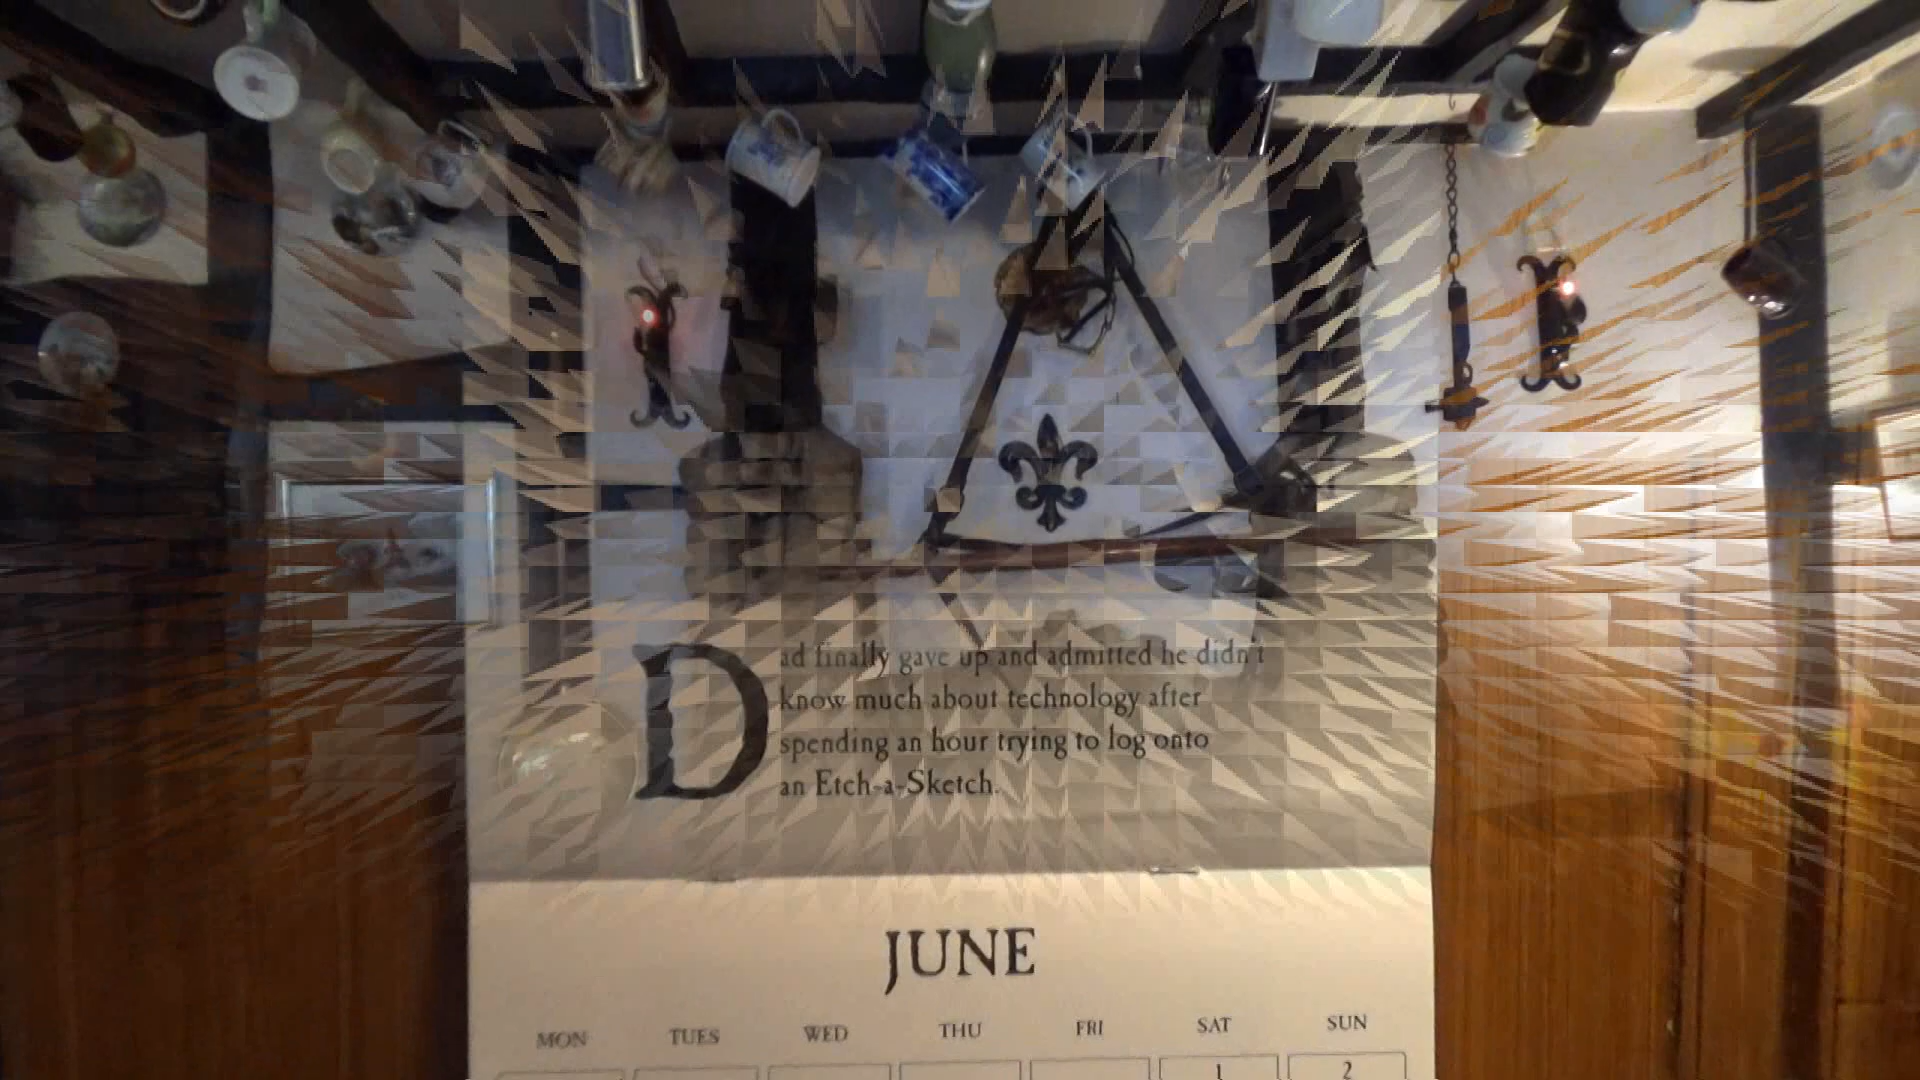 Dad finally gave up and admitted he didn't
know much about technology after
spending an hour trying to log onto
an Etch-a-Sketch.
JUNE
MON TUES WED THU FRI SAT SUN
1 2